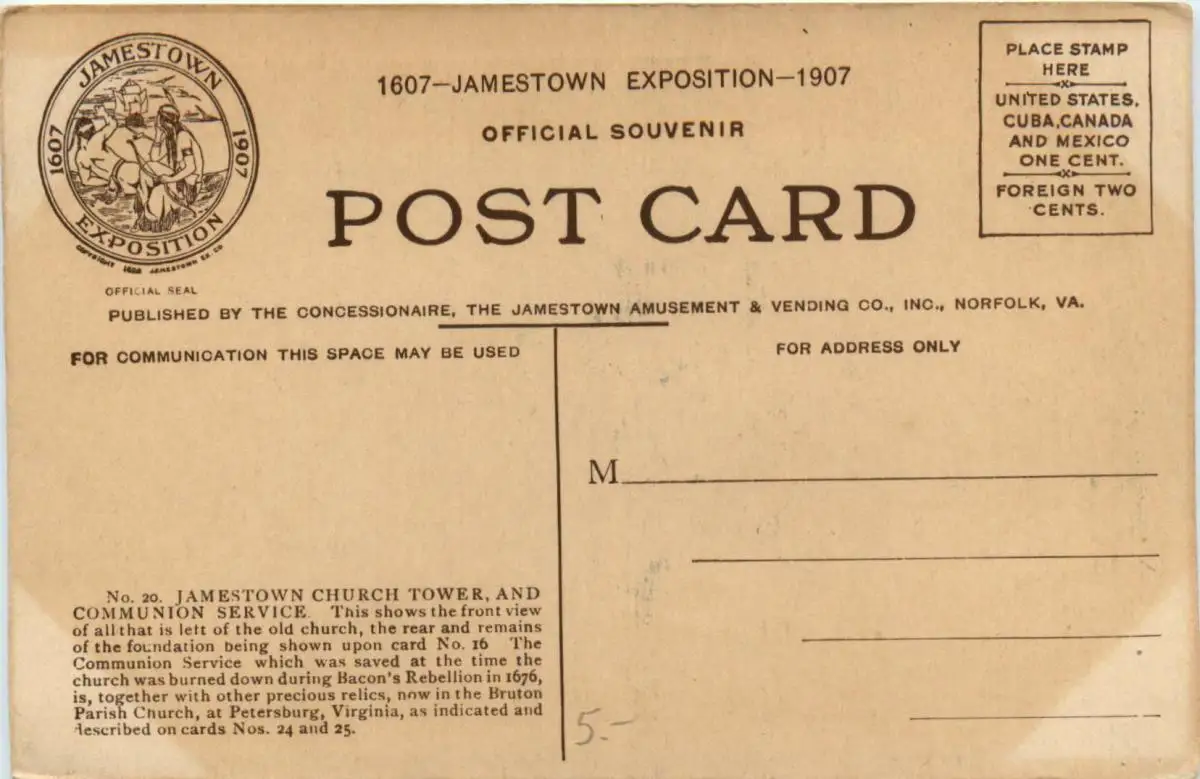 JAMESTOWN
1607
1907
EXPOSITION
OFFICIAL SEAL
1607—JAMESTOWN EXPOSITION—1907
OFFICIAL SOUVENIR
POST CARD
PLACE STAMP
HERE
UNITED STATES,
CUBA,CANADA
AND MEXICO
ONE CENT.
FOREIGN TWO
CENTS.
PUBLISHED BY THE CONCESSIONAIRE, THE JAMESTOWN AMUSEMENT & VENDING CO., INC., NORFOLK, VA.
FOR COMMUNICATION THIS SPACE MAY BE USED
FOR ADDRESS ONLY
M
No. 20. JAMESTOWN CHURCH TOWER, AND
COMMUNION SERVICE. This shows the front view
of all that is left of the old church, the rear and remains
of the foundation being shown upon card No. 16 The
Communion Service which was saved at the time the
church was burned down during Bacon's Rebellion in 1676,
is, together with other precious relics, now in the Bruton
Parish Church, at Petersburg, Virginia, as indicated and
described on cards Nos. 24 and 25.
5.-